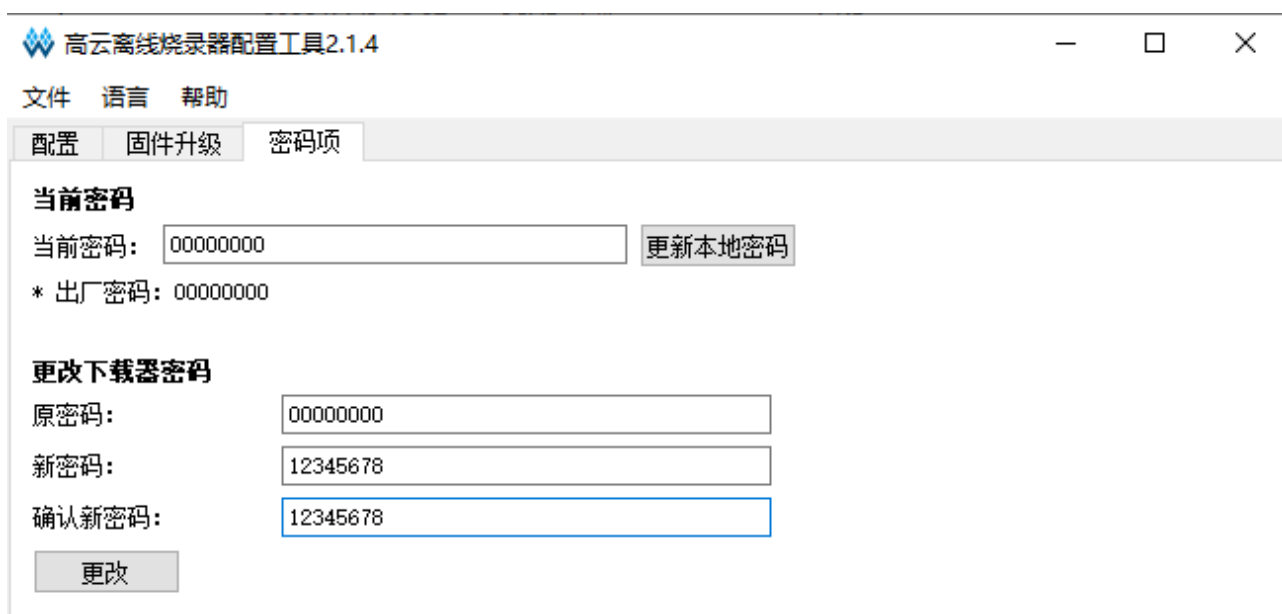 高云离线烧录器配置工具2.1.4
文件 语言 帮助
配置 固件升级 密码项
当前密码
当前密码: 00000000 更新本地密码
* 出厂密码: 00000000
更改下载器密码
原密码: 00000000
新密码: 12345678
确认新密码: 12345678
更改